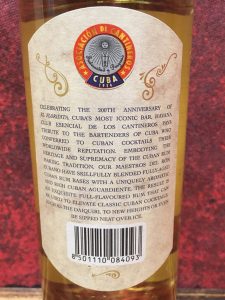 ASOCIACIÓN DE CANTINEROS
CUBA
1924
CELEBRATING THE 200TH ANNIVERSARY OF
EL FLORIDITA, CUBA'S MOST ICONIC BAR, HAVANA
CLUB ESENCIAL DE LOS CANTINEROS PAYS
TRIBUTE TO THE BARTENDERS OF CUBA WHO
CONFERRED TO CUBAN COCKTAILS THEIR
WORLDWIDE REPUTATION. EMBODYING THE
HERITAGE AND SUPREMACY OF THE CUBAN RUM
MAKING TRADITION, OUR MAESTROS DEL RON
CUBANO HAVE SKILLFULLY BLENDED FULLY-AGED
CUBAN RUM BASES WITH A UNIQUELY AROMATIC
AND RICH CUBAN AGUARDIENTE. THE RESULT IS
AN EXQUISITE, FULL-FLAVOURED RUM THAT CAN
BE USED TO ELEVATE CLASSIC CUBAN COCKTAILS
SUCH AS THE DAIQUIRI, TO NEW HEIGHTS OR EVEN
BE SIPPED NEAT OVER ICE.
8 501110 084093